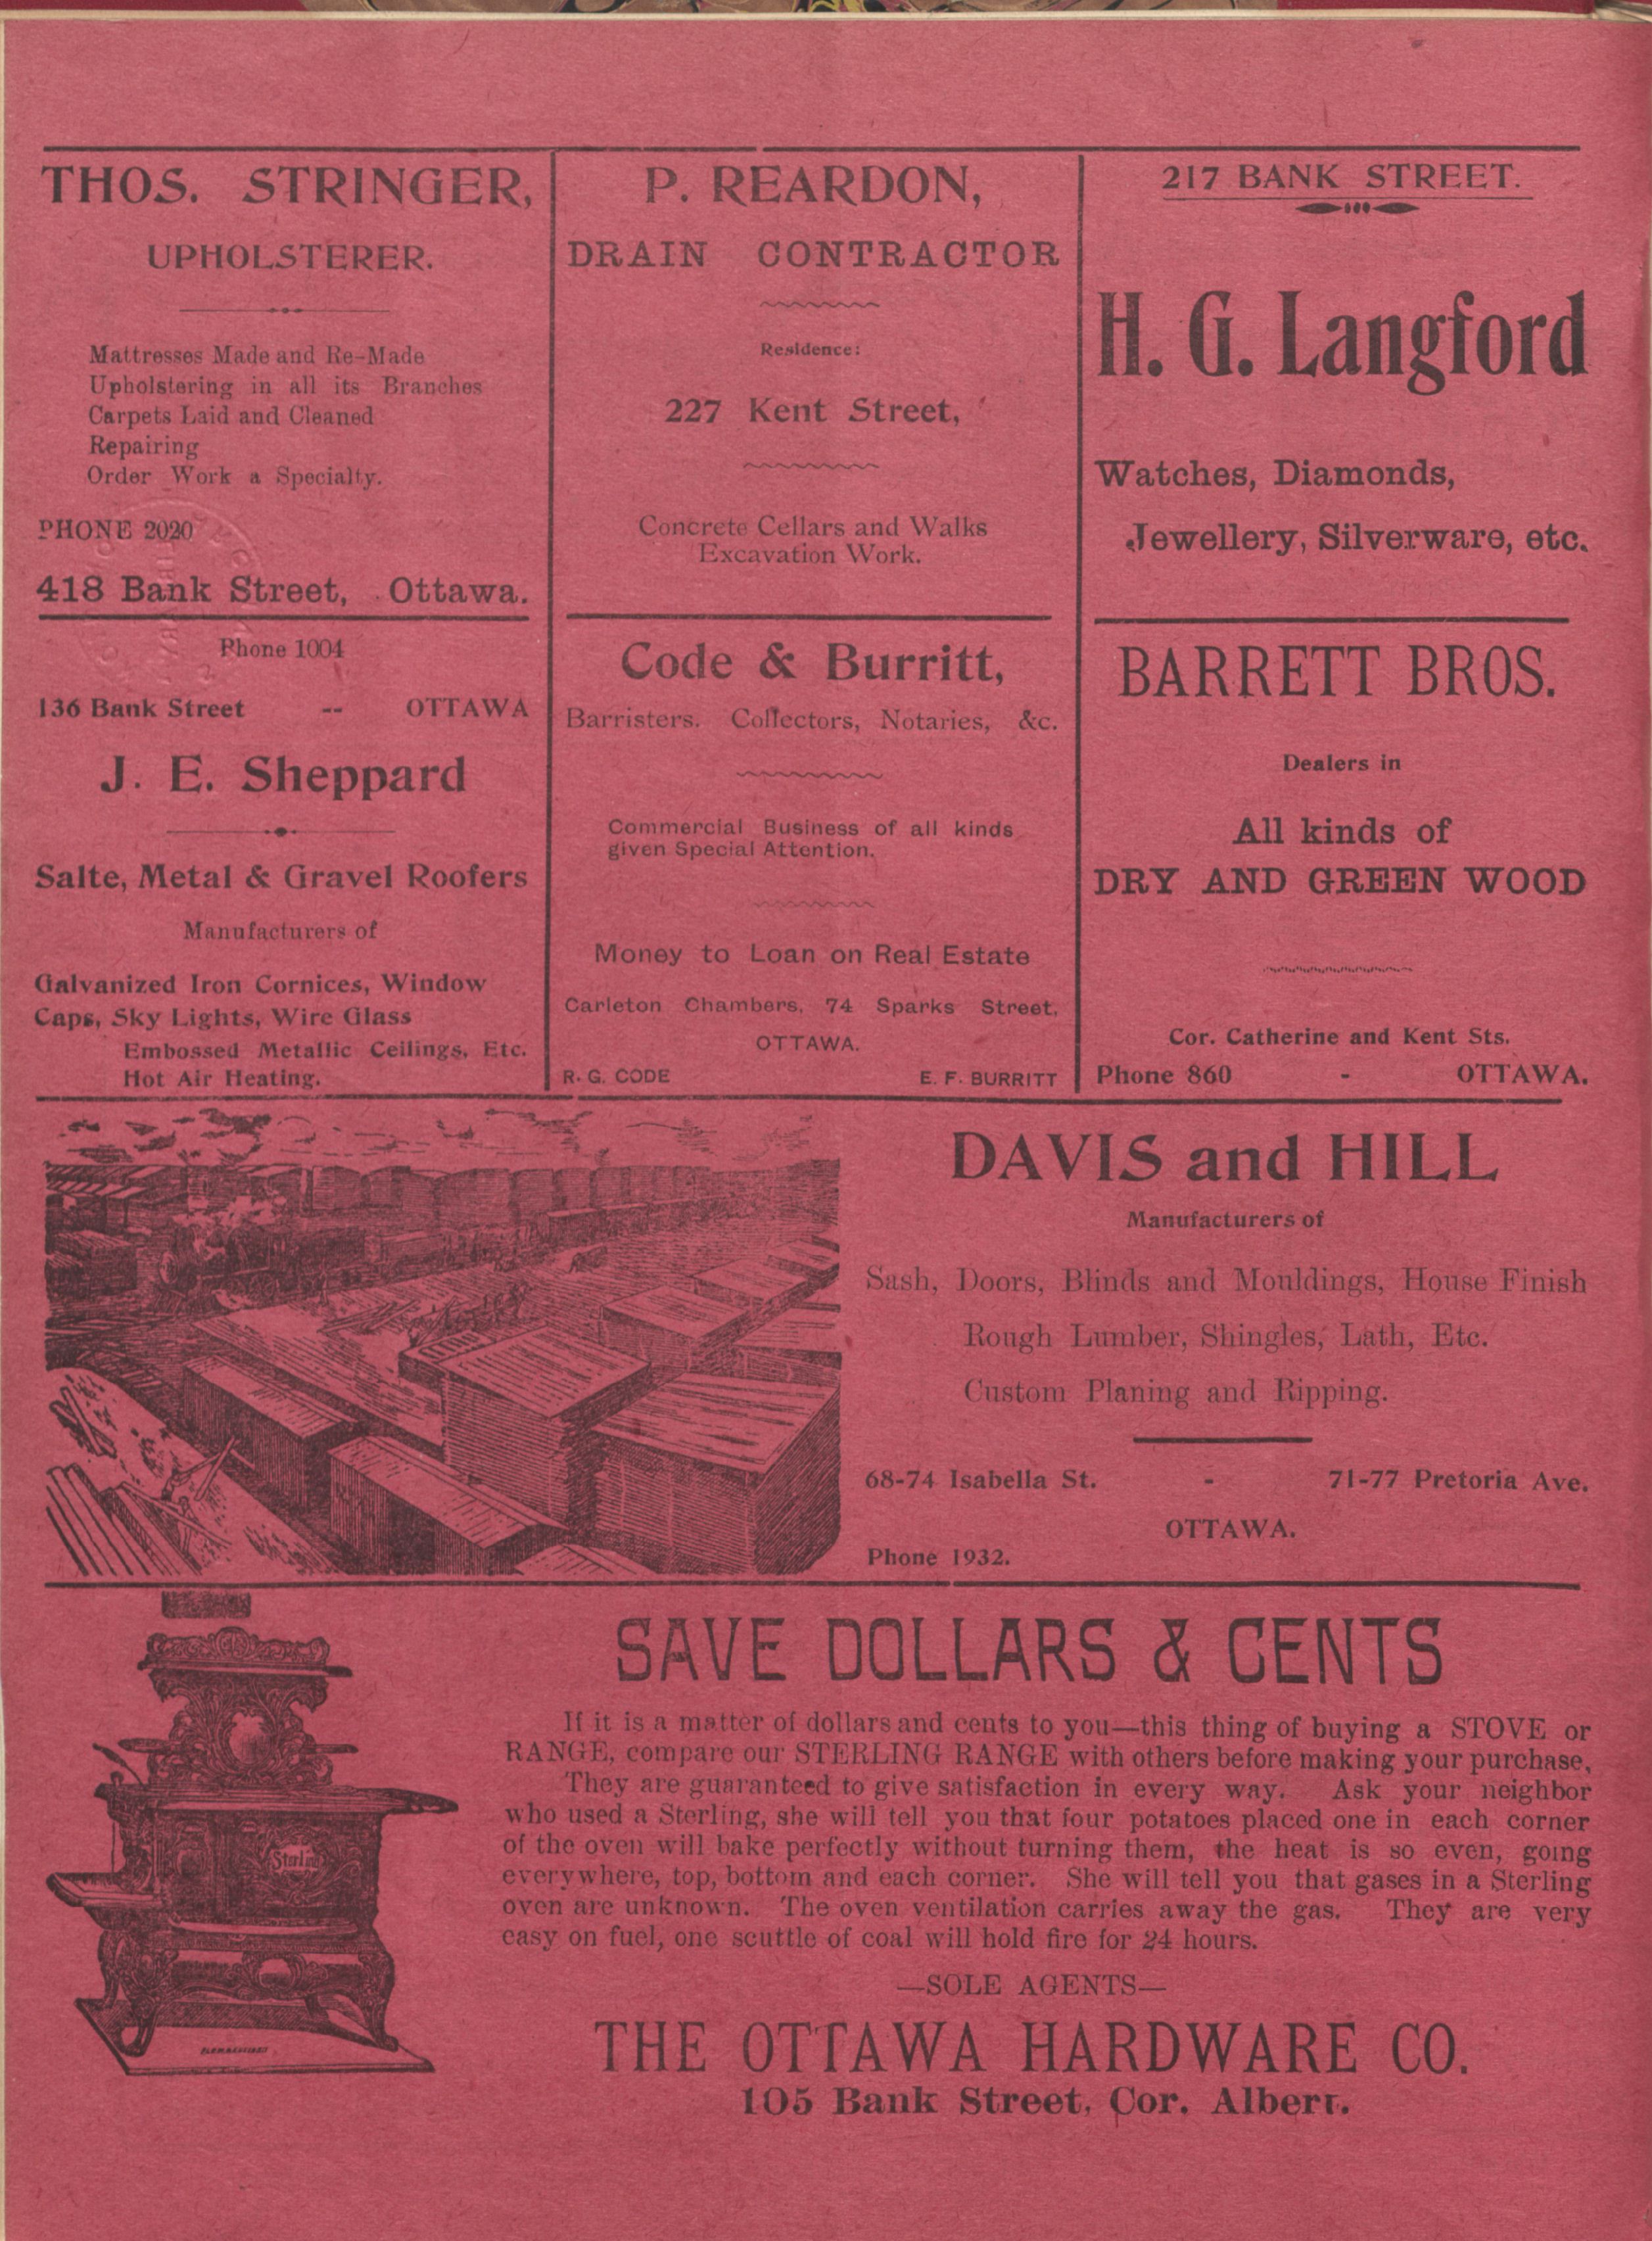 THOS. STRINGER,
UPHOLSTERER.
Mattresses Made and Re-Made
Upholstering in all its Branches
Carpets Laid and Cleaned
Repairing
Order Work a Specialty.
PHONE 2020
418 Bank Street, Ottawa.
P. REARDON,
DRAIN CONTRACTOR
Residence:
227 Kent Street,
Concrete Cellars and Walks
Excavation Work.
217 BANK STREET.
H. G. Langford
Watches, Diamonds,
Jewellery, Silverware, etc.
Phone 1004
136 Bank Street -- OTTAWA
J. E. Sheppard
Salte, Metal & Gravel Roofers
Manufacturers of
Galvanized Iron Cornices, Window
Caps, Sky Lights, Wire Glass
Embossed Metallic Ceilings, Etc.
Hot Air Heating.
Code & Burritt,
Barristers. Collectors, Notaries, &c.
Commercial Business of all kinds
given Special Attention.
Money to Loan on Real Estate
Carleton Chambers, 74 Sparks Street,
OTTAWA.
R. G. CODE E. F. BURRITT
BARRETT BROS.
Dealers in
All kinds of
DRY AND GREEN WOOD
Cor. Catherine and Kent Sts.
Phone 860 - OTTAWA.
DAVIS and HILL
Manufacturers of
Sash, Doors, Blinds and Mouldings, House Finish
Rough Lumber, Shingles, Lath, Etc.
Custom Planing and Ripping.
68-74 Isabella St. - 71-77 Pretoria Ave.
OTTAWA.
Phone 1932.
SAVE DOLLARS & CENTS
If it is a matter of dollars and cents to you—this thing of buying a STOVE or
RANGE, compare our STERLING RANGE with others before making your purchase,
They are guaranteed to give satisfaction in every way. Ask your neighbor
who used a Sterling, she will tell you that four potatoes placed one in each corner
of the oven will bake perfectly without turning them, the heat is so even, going
everywhere, top, bottom and each corner. She will tell you that gases in a Sterling
oven are unknown. The oven ventilation carries away the gas. They are very
easy on fuel, one scuttle of coal will hold fire for 24 hours.
—SOLE AGENTS—
THE OTTAWA HARDWARE CO.
105 Bank Street, Cor. Albert.
Sterling